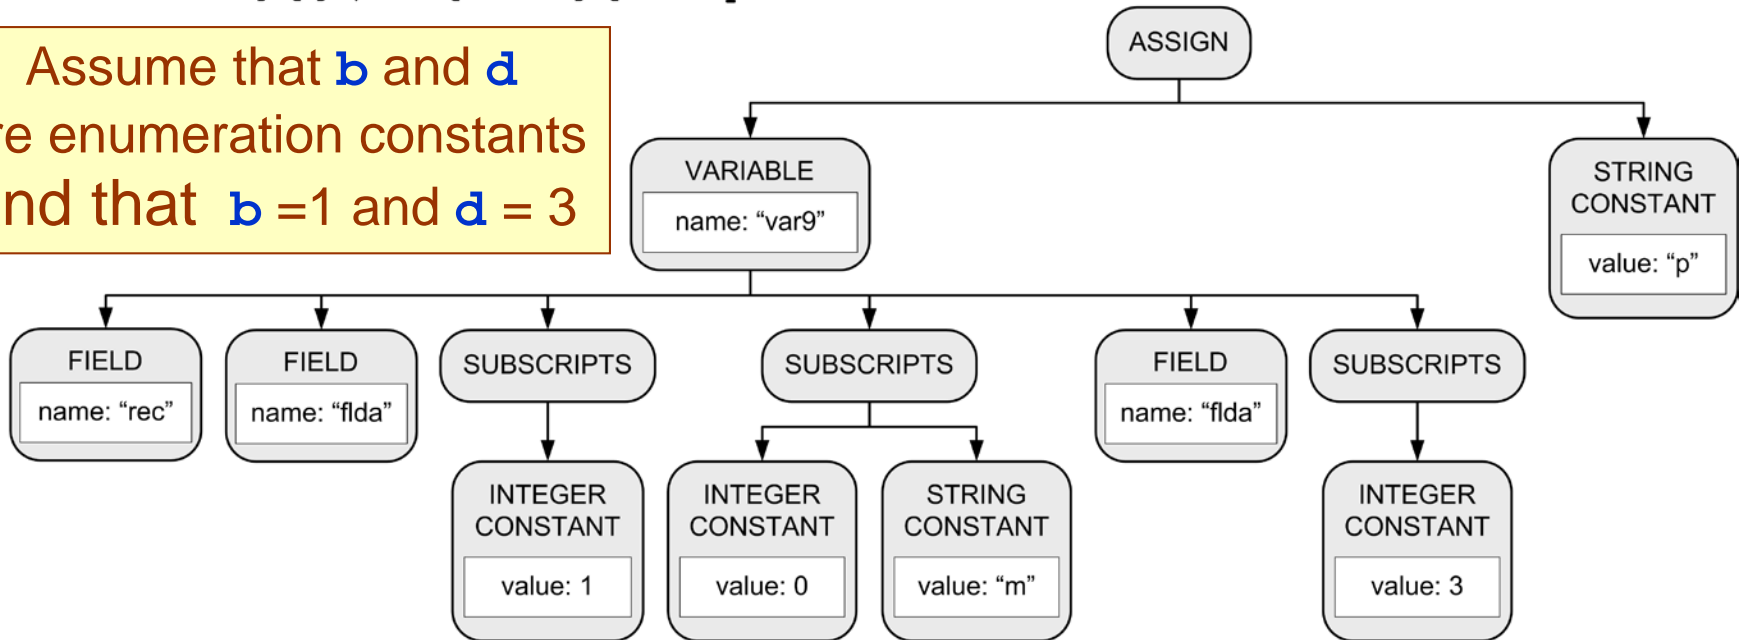 Assume that b and d
re enumeration constants
nd that b =1 and d = 3
ASSIGN
VARIABLE
name: “var9”
STRING
CONSTANT
value: “p”
FIELD
name: “rec”
FIELD
name: “flda”
SUBSCRIPTS
SUBSCRIPTS
FIELD
name: “flda”
SUBSCRIPTS
INTEGER
CONSTANT
value: 1
INTEGER
CONSTANT
value: 0
STRING
CONSTANT
value: “m”
INTEGER
CONSTANT
value: 3